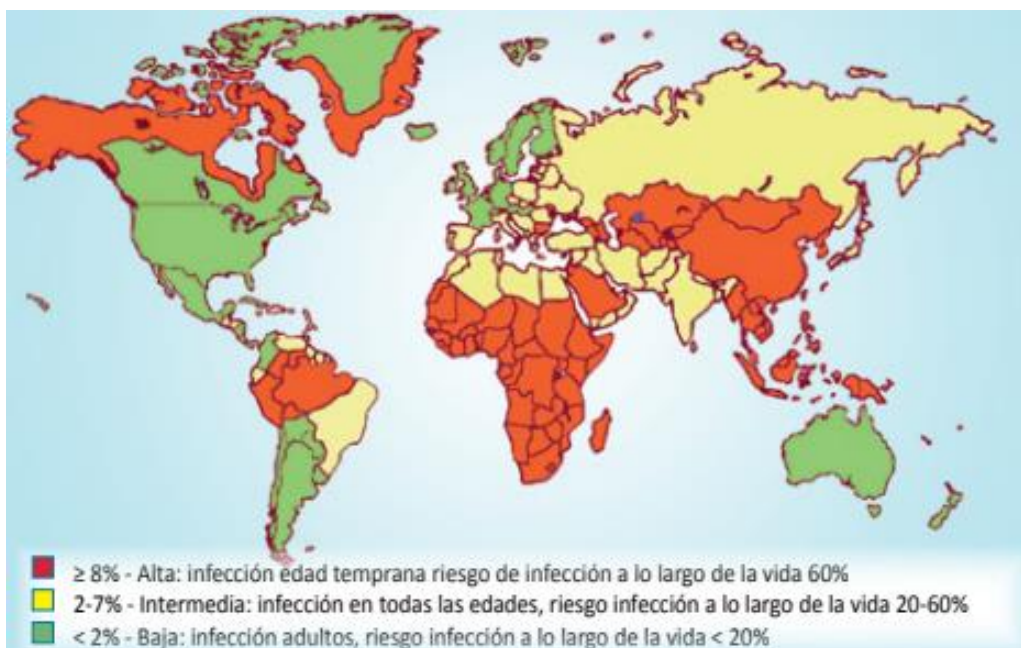 ≥ 8% - Alta: infección edad temprana riesgo de infección a lo largo de la vida 60%
2-7% - Intermedia: infección en todas las edades, riesgo infección a lo largo de la vida 20-60%
< 2% - Baja: infección adultos, riesgo infección a lo largo de la vida < 20%